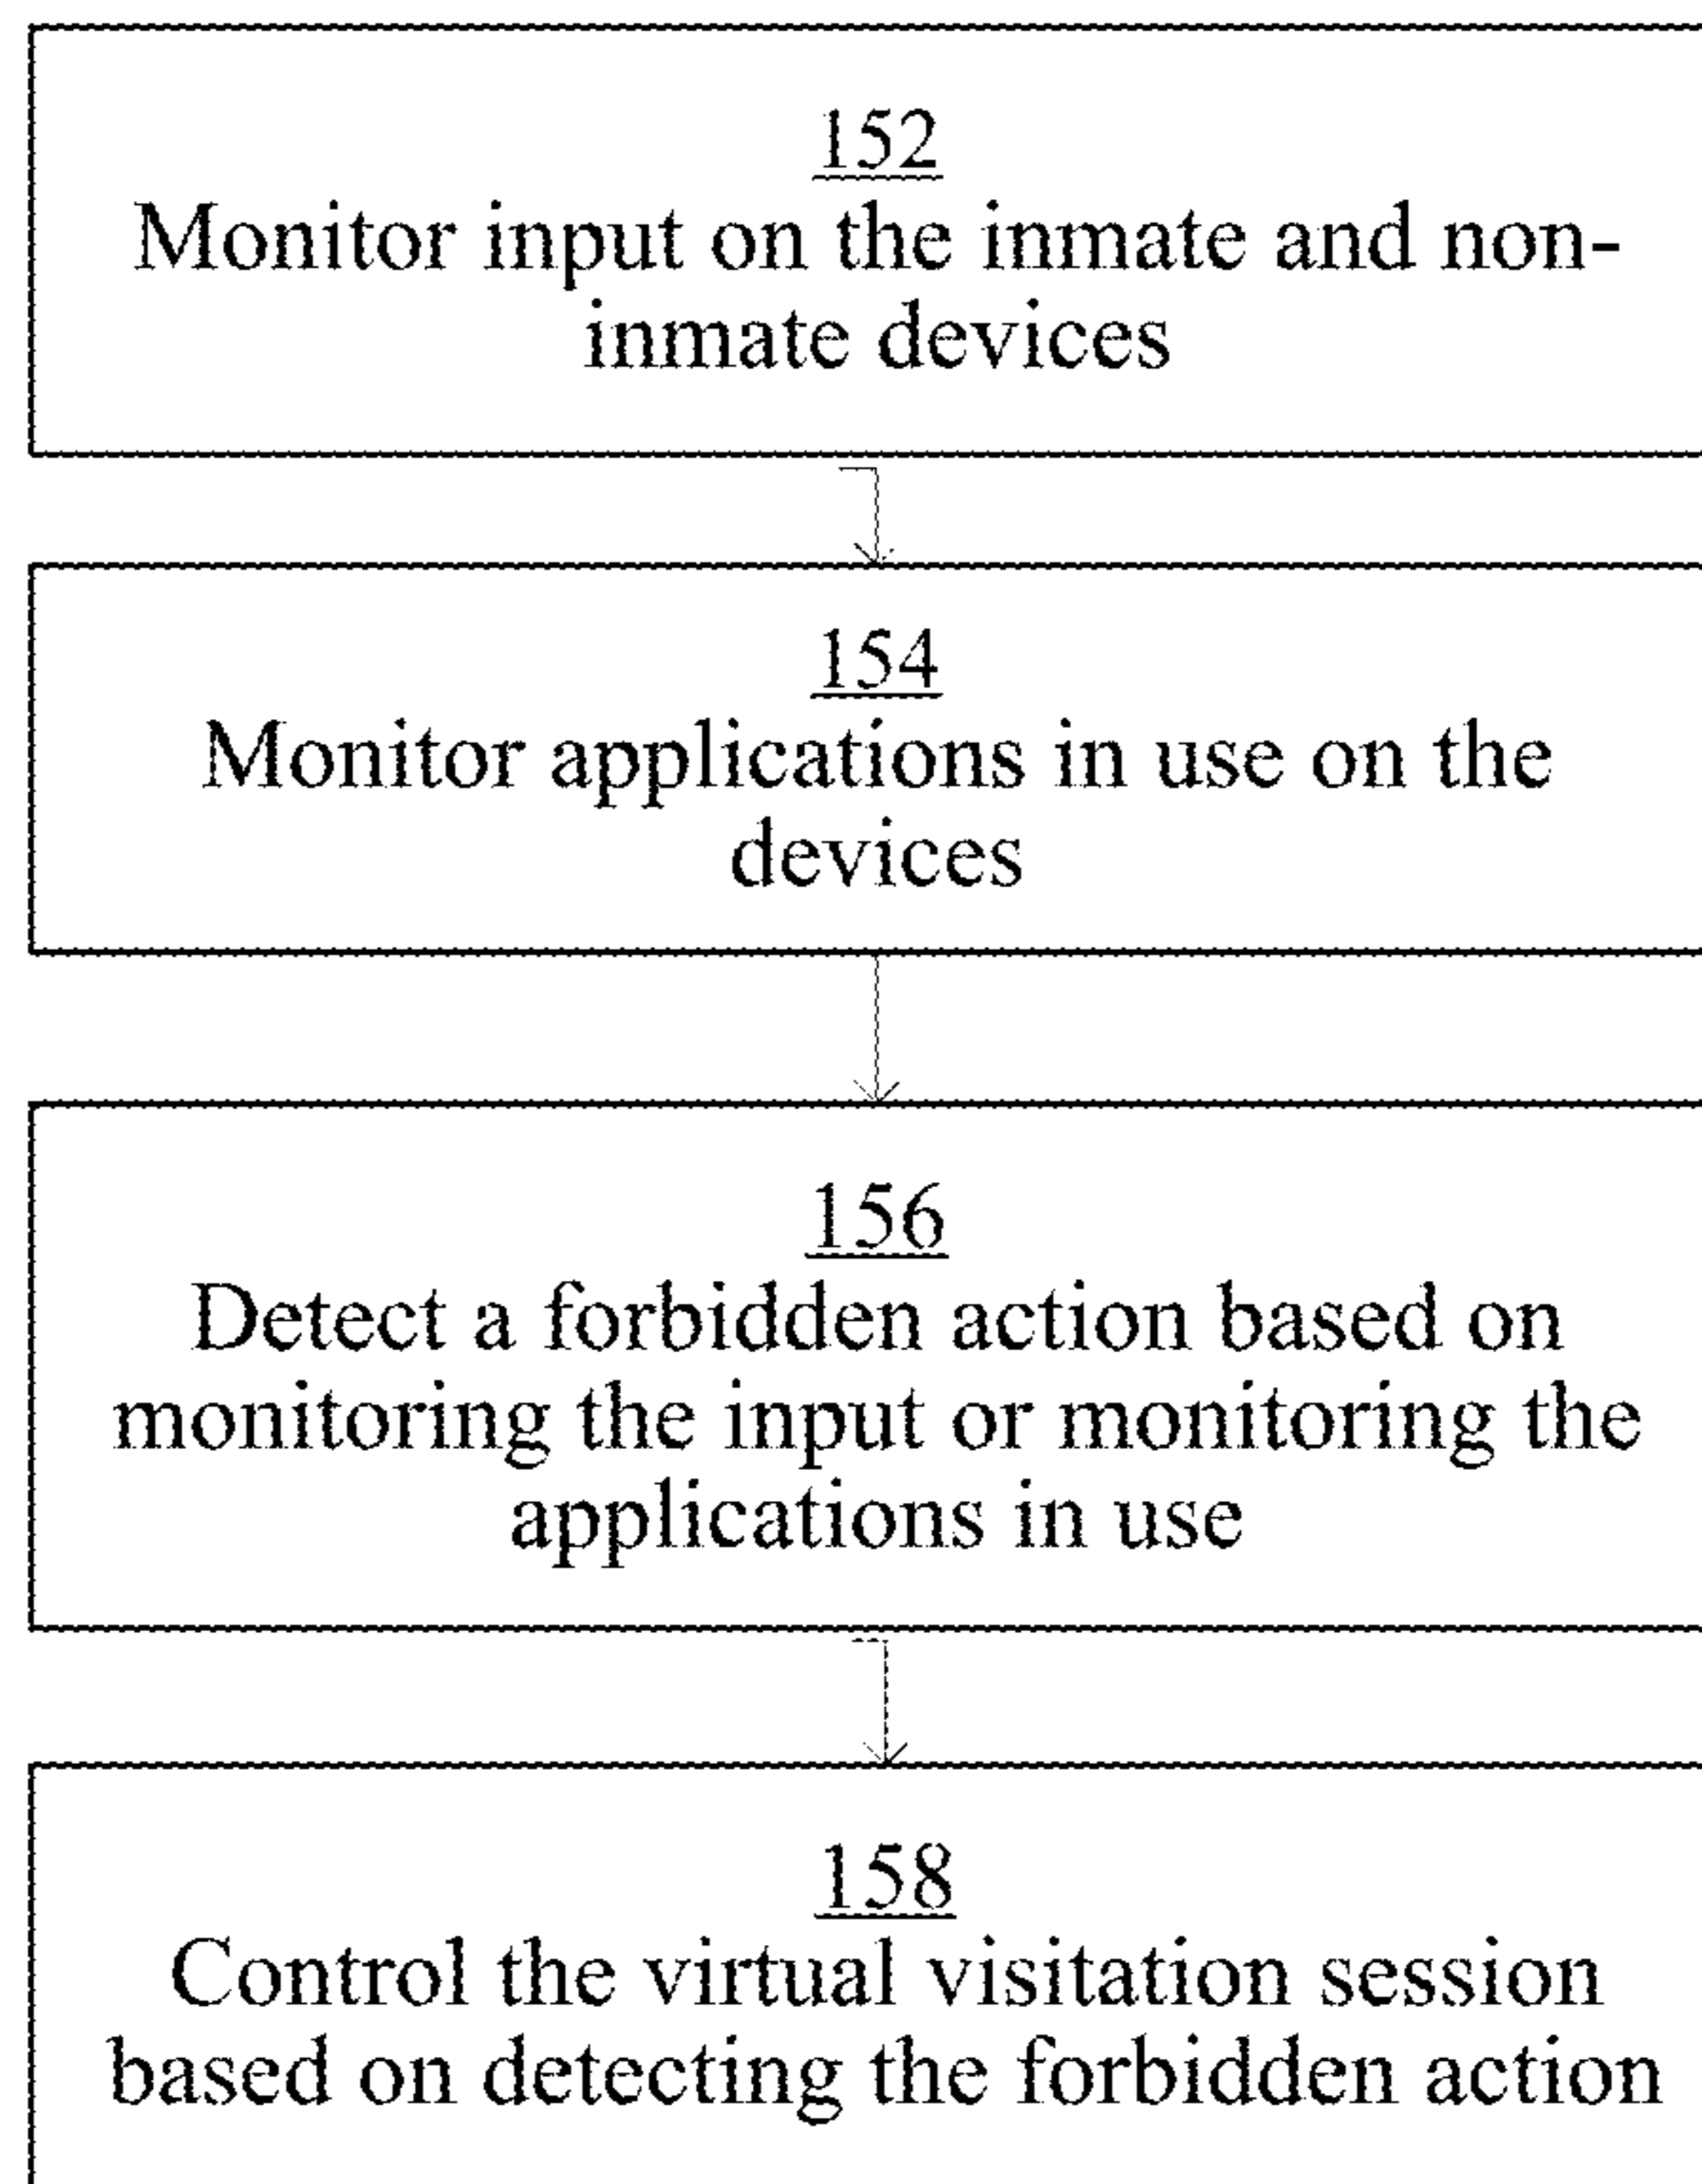 152
Monitor input on the inmate and non-
inmate devices
154
Monitor applications in use on the
devices
156
Detect a forbidden action based on
monitoring the input or monitoring the
applications in use
158
Control the virtual visitation session
based on detecting the forbidden action